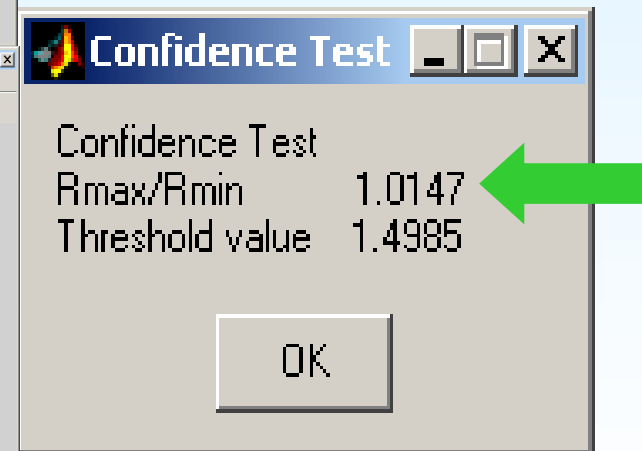 Confidence Test
Confidence Test
Rmax/Rmin 1.0147
Threshold value 1.4985
OK